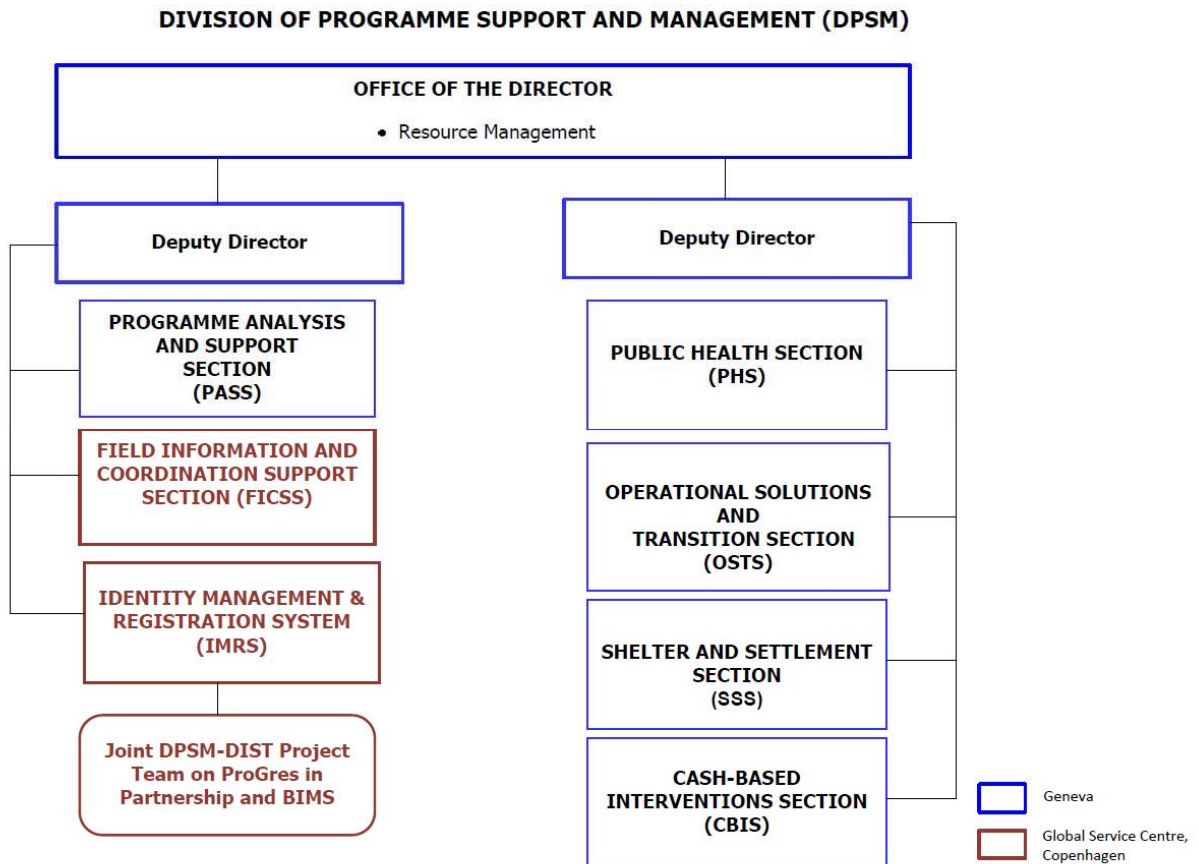 DIVISION OF PROGRAMME SUPPORT AND MANAGEMENT (DPSM)
OFFICE OF THE DIRECTOR
• Resource Management
Deputy Director
PROGRAMME ANALYSIS
AND SUPPORT
SECTION
(PASS)
FIELD INFORMATION AND
COORDINATION SUPPORT
SECTION (FICSS)
IDENTITY MANAGEMENT &
REGISTRATION SYSTEM
(IMRS)
Joint DPSM-DIST Project
Team on ProGres in
Partnership and BIMS
Deputy Director
PUBLIC HEALTH SECTION
(PHS)
OPERATIONAL SOLUTIONS
AND
TRANSITION SECTION
(OSTS)
SHELTER AND SETTLEMENT
SECTION
(SSS)
CASH-BASED
INTERVENTIONS SECTION
(CBIS)
Geneva
Global Service Centre,
Copenhagen